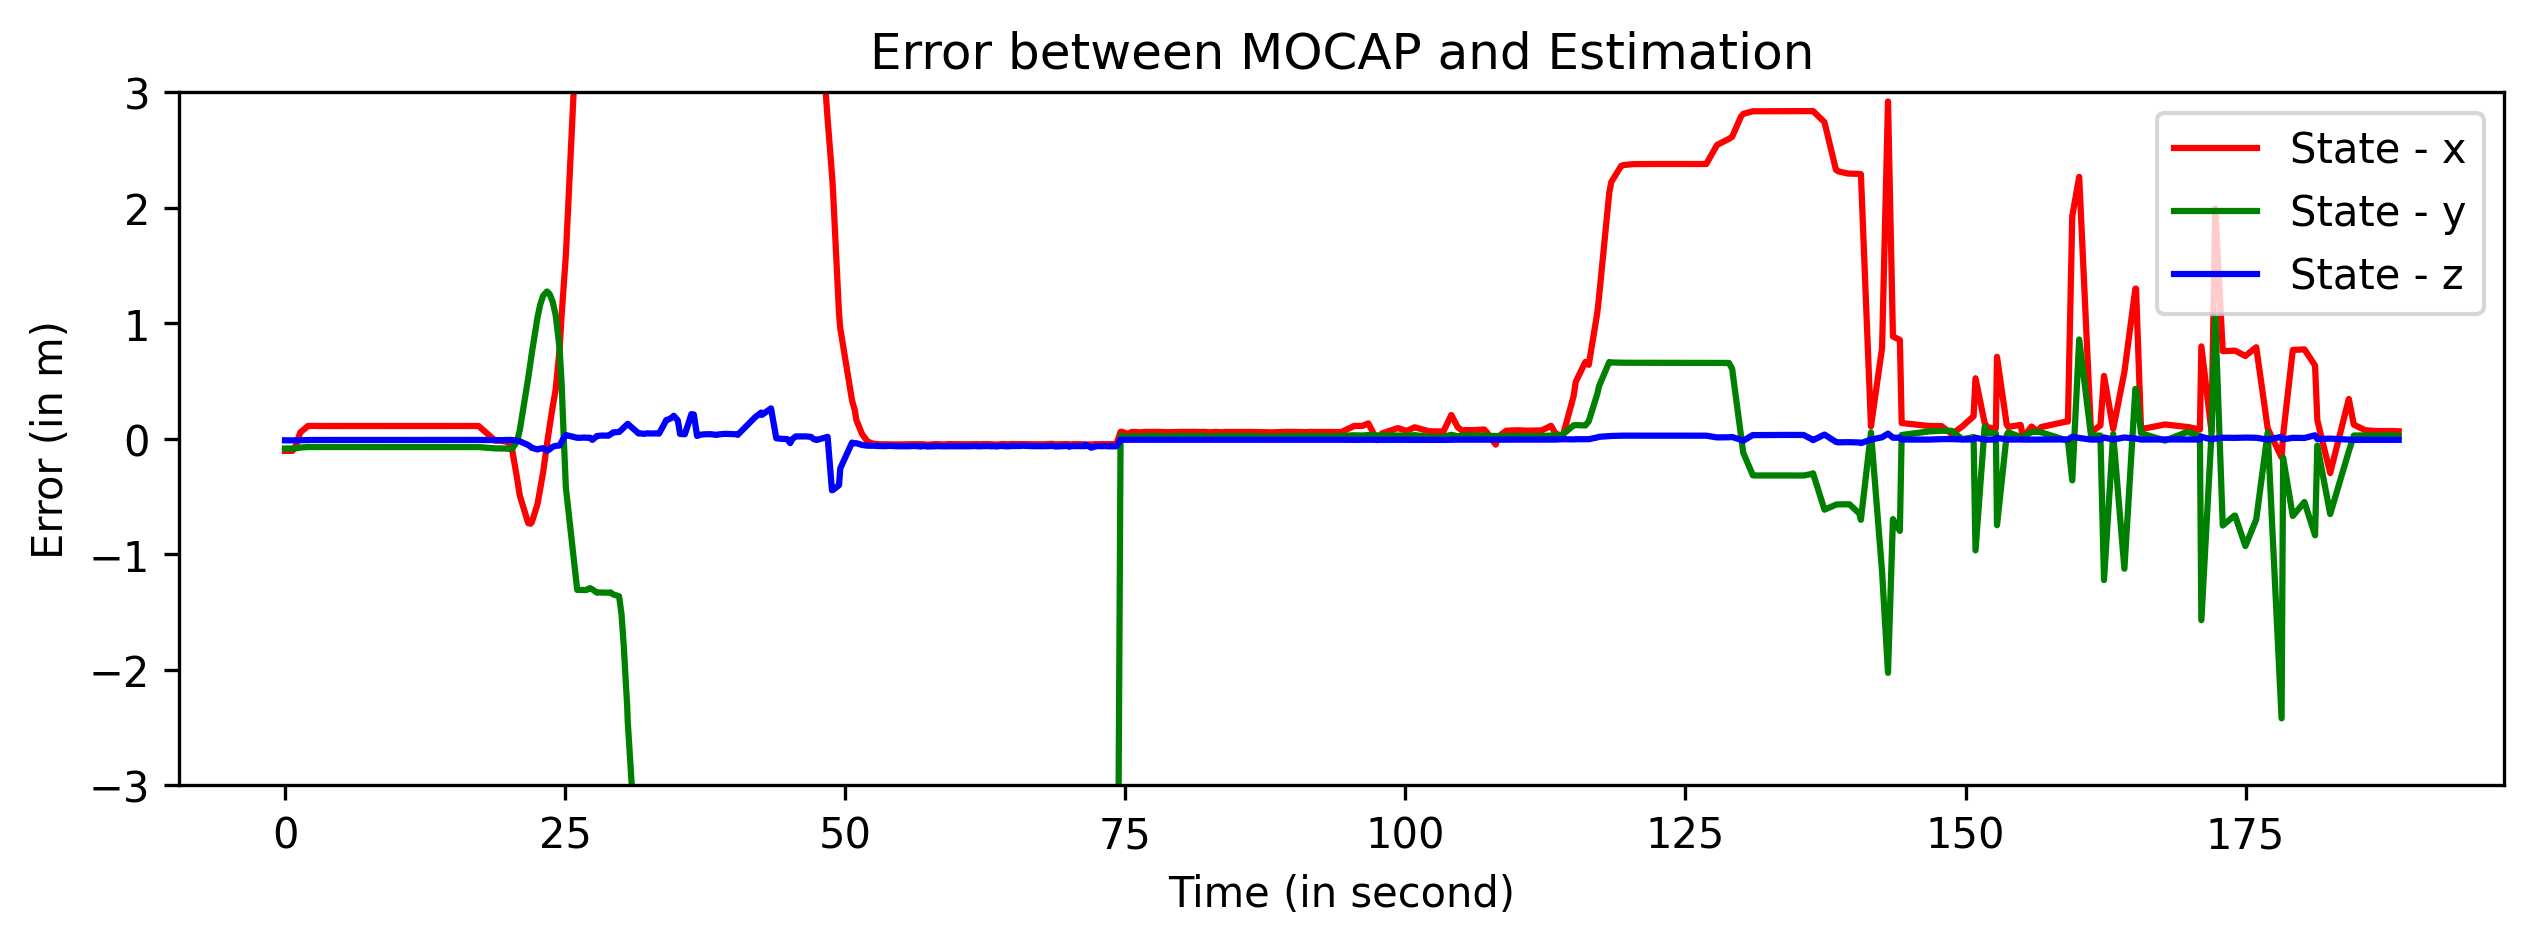 Error between MOCAP and Estimation
3
2
1
0
−1
−2
−3
Error (in m)
State - x
State - y
State - z
0 25 50 75 100 125 150 175
Time (in second)